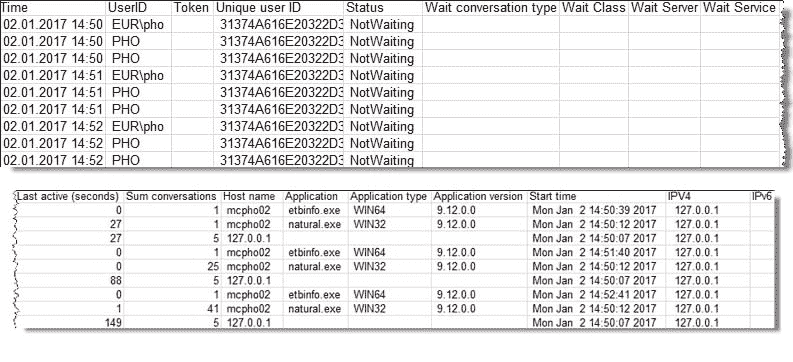 Time UserID Token Unique user ID Status Wait conversation type Wait Class Wait Server Wait Service
02.01.2017 14:50 EUR\pho 31374A616E20322D3 NotWaiting
02.01.2017 14:50 PHO 31374A616E20322D3 NotWaiting
02.01.2017 14:50 PHO 31374A616E20322D3 NotWaiting
02.01.2017 14:51 EUR\pho 31374A616E20322D3 NotWaiting
02.01.2017 14:51 PHO 31374A616E20322D3 NotWaiting
02.01.2017 14:51 PHO 31374A616E20322D3 NotWaiting
02.01.2017 14:52 EUR\pho 31374A616E20322D3 NotWaiting
02.01.2017 14:52 PHO 31374A616E20322D3 NotWaiting
02.01.2017 14:52 PHO 31374A616E20322D3 NotWaiting
Last active (seconds) Sum conversations Host name Application Application type Application version Start time IPV4 IPv6
0 1 mcpho02 etbinfo.exe WIN64 9.12.0.0 Mon Jan 2 14:50:39 2017 127.0.0.1
27 1 mcpho02 natural.exe WIN32 9.12.0.0 Mon Jan 2 14:50:12 2017 127.0.0.1
27 5 127.0.0.1 Mon Jan 2 14:50:07 2017 127.0.0.1
0 1 mcpho02 etbinfo.exe WIN64 9.12.0.0 Mon Jan 2 14:51:40 2017 127.0.0.1
0 25 mcpho02 natural.exe WIN32 9.12.0.0 Mon Jan 2 14:50:12 2017 127.0.0.1
88 5 127.0.0.1 Mon Jan 2 14:50:07 2017 127.0.0.1
0 1 mcpho02 etbinfo.exe WIN64 9.12.0.0 Mon Jan 2 14:52:41 2017 127.0.0.1
1 41 mcpho02 natural.exe WIN32 9.12.0.0 Mon Jan 2 14:50:12 2017 127.0.0.1
149 5 127.0.0.1 Mon Jan 2 14:50:07 2017 127.0.0.1